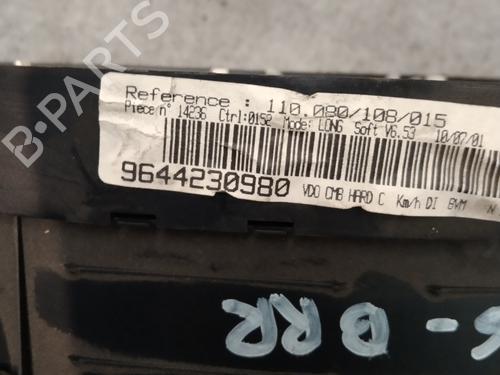 Reference : 110.080/108/015
Piece n° 14236 Ctrl:0152 Mode: LONG Soft V6.53 10/07/01
9644230980 VDO CMB HARD C Km/h DI BVM N
- BRR
B-PARTS